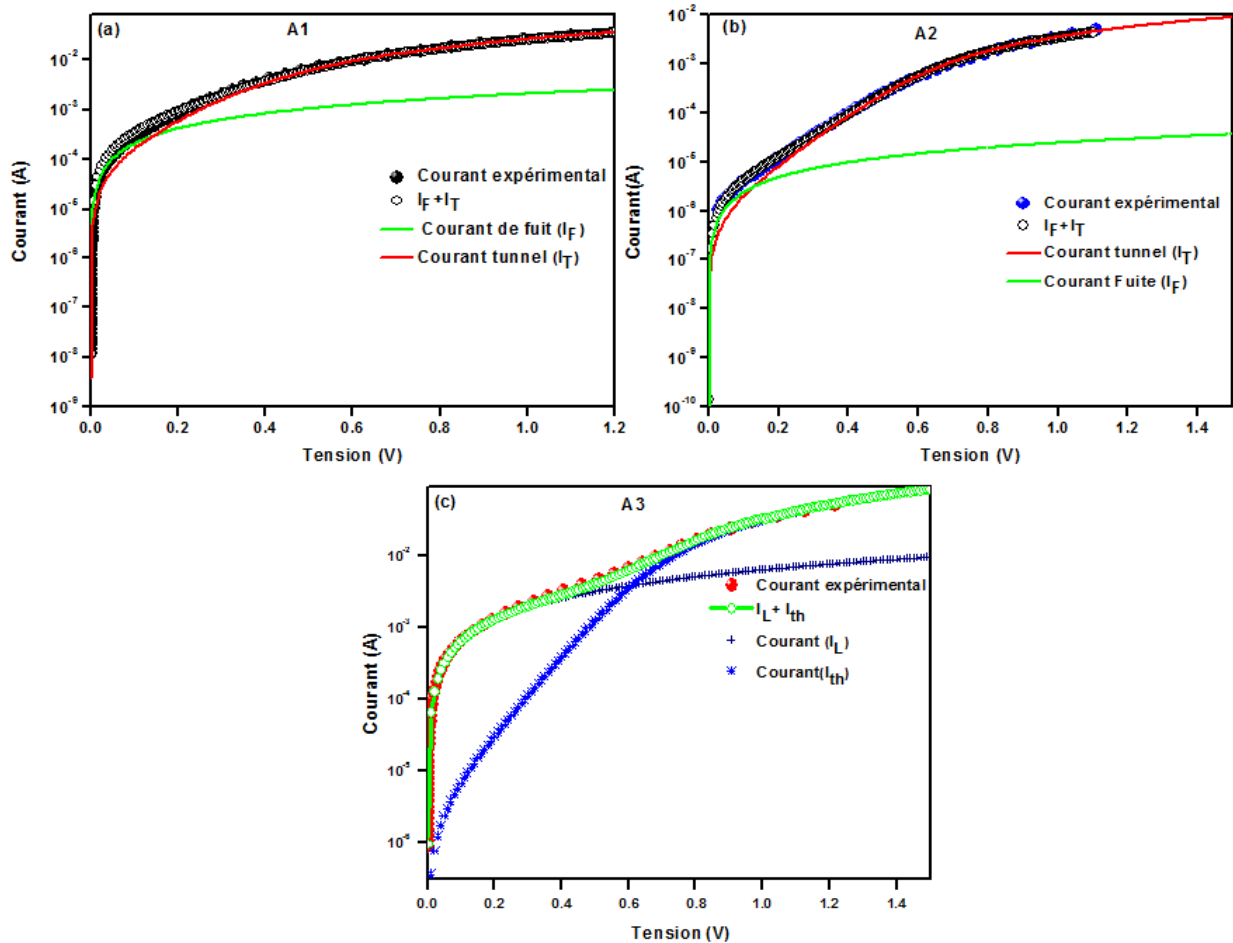 (a)
A1
Courant (A)
10⁻²
10⁻³
10⁻⁴
10⁻⁵
10⁻⁶
10⁻⁶
10⁻⁷
10⁻⁸
10⁻⁹
Courant expérimental
I_F+I_T
Courant de fuit (I_F)
Courant tunnel (I_T)
0.0 0.2 0.4 0.6 0.8 1.0 1.2
Tension (V)
(b)
A2
Courant(A)
10⁻²
10⁻³
10⁻⁴
10⁻⁵
10⁻⁶
10⁻⁷
10⁻⁸
10⁻⁹
10⁻¹⁰
Courant expérimental
I_F+I_T
Courant tunnel (I_T)
Courant Fuite (I_F)
0.0 0.2 0.4 0.6 0.8 1.0 1.2 1.4
Tension (V)
(c)
A3
Courant (A)
10⁻²
10⁻³
10⁻⁴
10⁻⁵
10⁻⁶
Courant expérimental
I_L+ I_th
Courant (I_L)
Courant(I_th)
0.0 0.2 0.4 0.6 0.8 1.0 1.2 1.4
Tension (V)